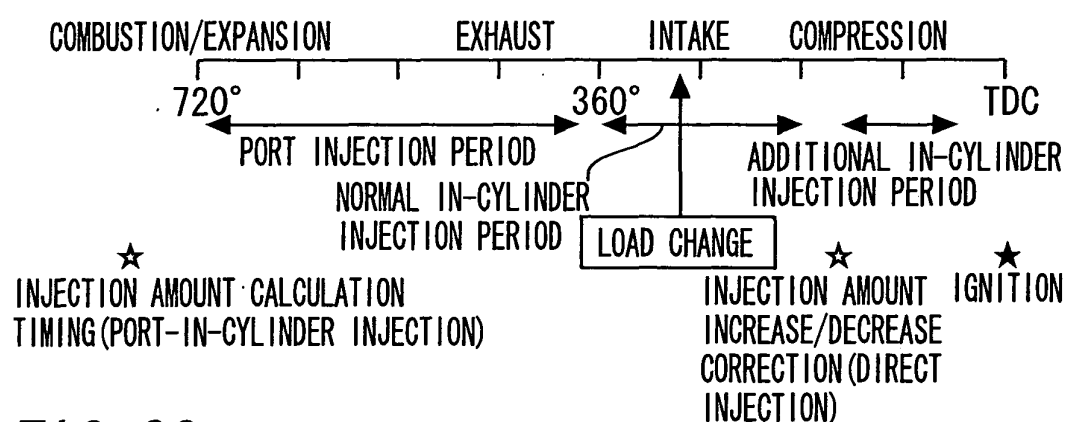 COMBUSTION/EXPANSION EXHAUST INTAKE COMPRESSION
720° 360° TDC
PORT INJECTION PERIOD
ADDITIONAL IN-CYLINDER
INJECTION PERIOD
NORMAL IN-CYLINDER
INJECTION PERIOD
LOAD CHANGE
INJECTION AMOUNT CALCULATION
TIMING(PORT-IN-CYLINDER INJECTION)
INJECTION AMOUNT
INCREASE/DECREASE
CORRECTION(DIRECT
INJECTION)
IGNITION